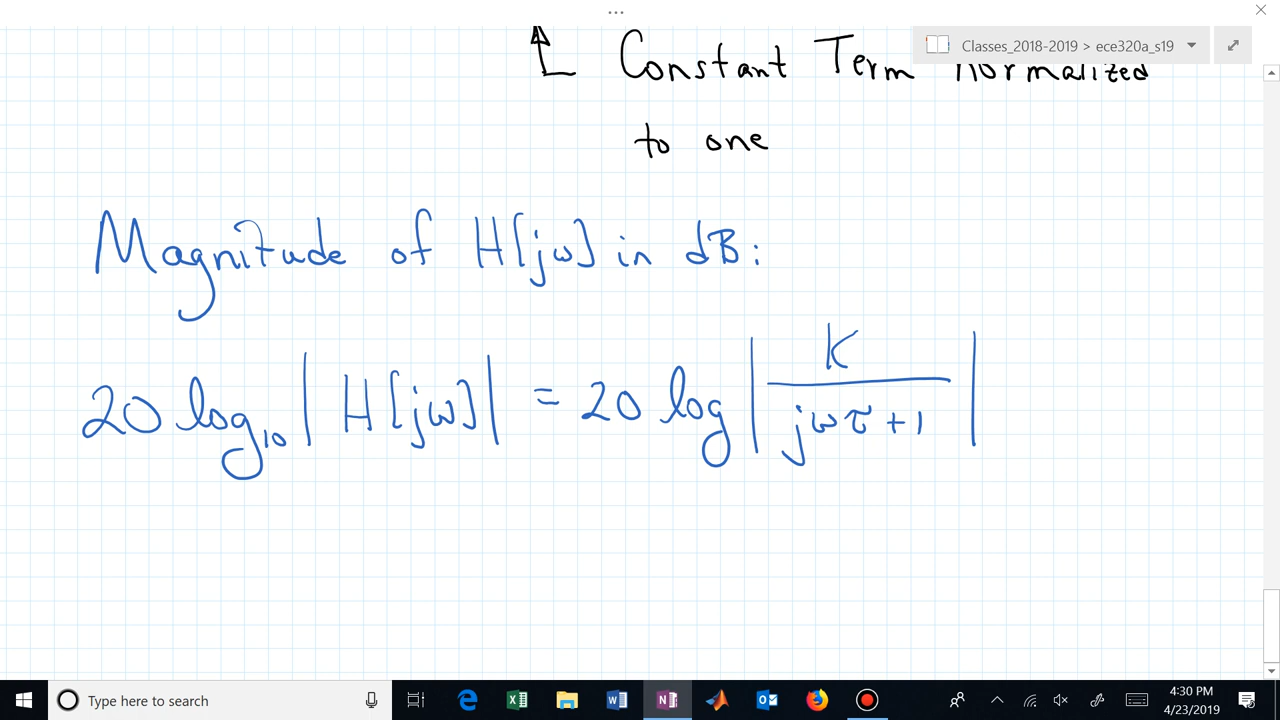 ...
Classes_2018-2019 > ece320a_s19
Constant Term normalized
to one
Magnitude of H[jω] in dB:
20 log₁₀ | H[jω] | = 20 log | K / (jωτ + 1) |
Type here to search
4:30 PM
4/23/2019